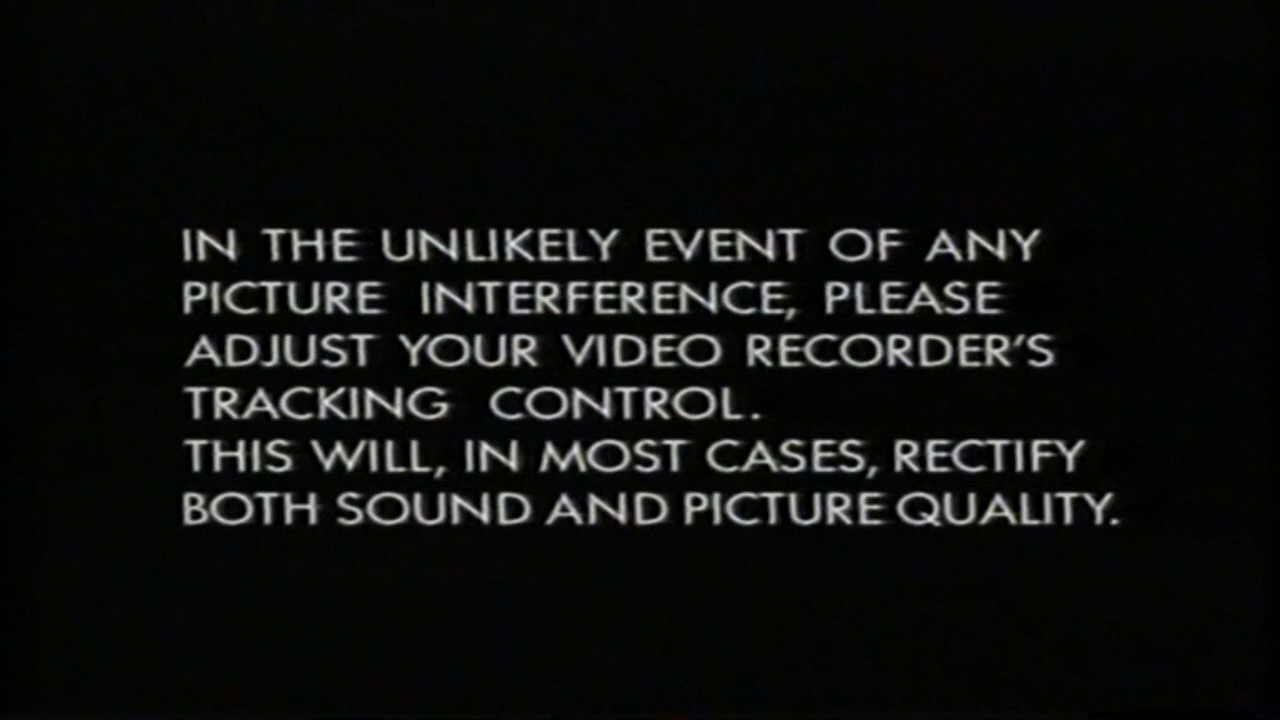 IN THE UNLIKELY EVENT OF ANY
PICTURE INTERFERENCE, PLEASE
ADJUST YOUR VIDEO RECORDER'S
TRACKING CONTROL.
THIS WILL, IN MOST CASES, RECTIFY
BOTH SOUND AND PICTURE QUALITY.